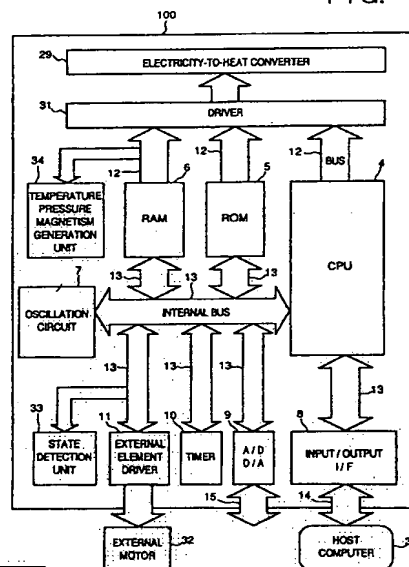 FIG.
100
29
ELECTRICITY-TO-HEAT CONVERTER
31
DRIVER
34
12
6
12
5
12
BUS
4
TEMPERATURE
PRESSURE
MAGNETISM
GENERATION
UNIT
RAM
ROM
CPU
7
13
13
13
OSCILLATION
CIRCUIT
INTERNAL BUS
13
13
13
13
33
11
10
9
8
STATE
DETECTION
UNIT
EXTERNAL
ELEMENT
DRIVER
TIMER
A/D
D/A
INPUT/OUTPUT
I/F
15
14
EXTERNAL
MOTOR
32
HOST
COMPUTER